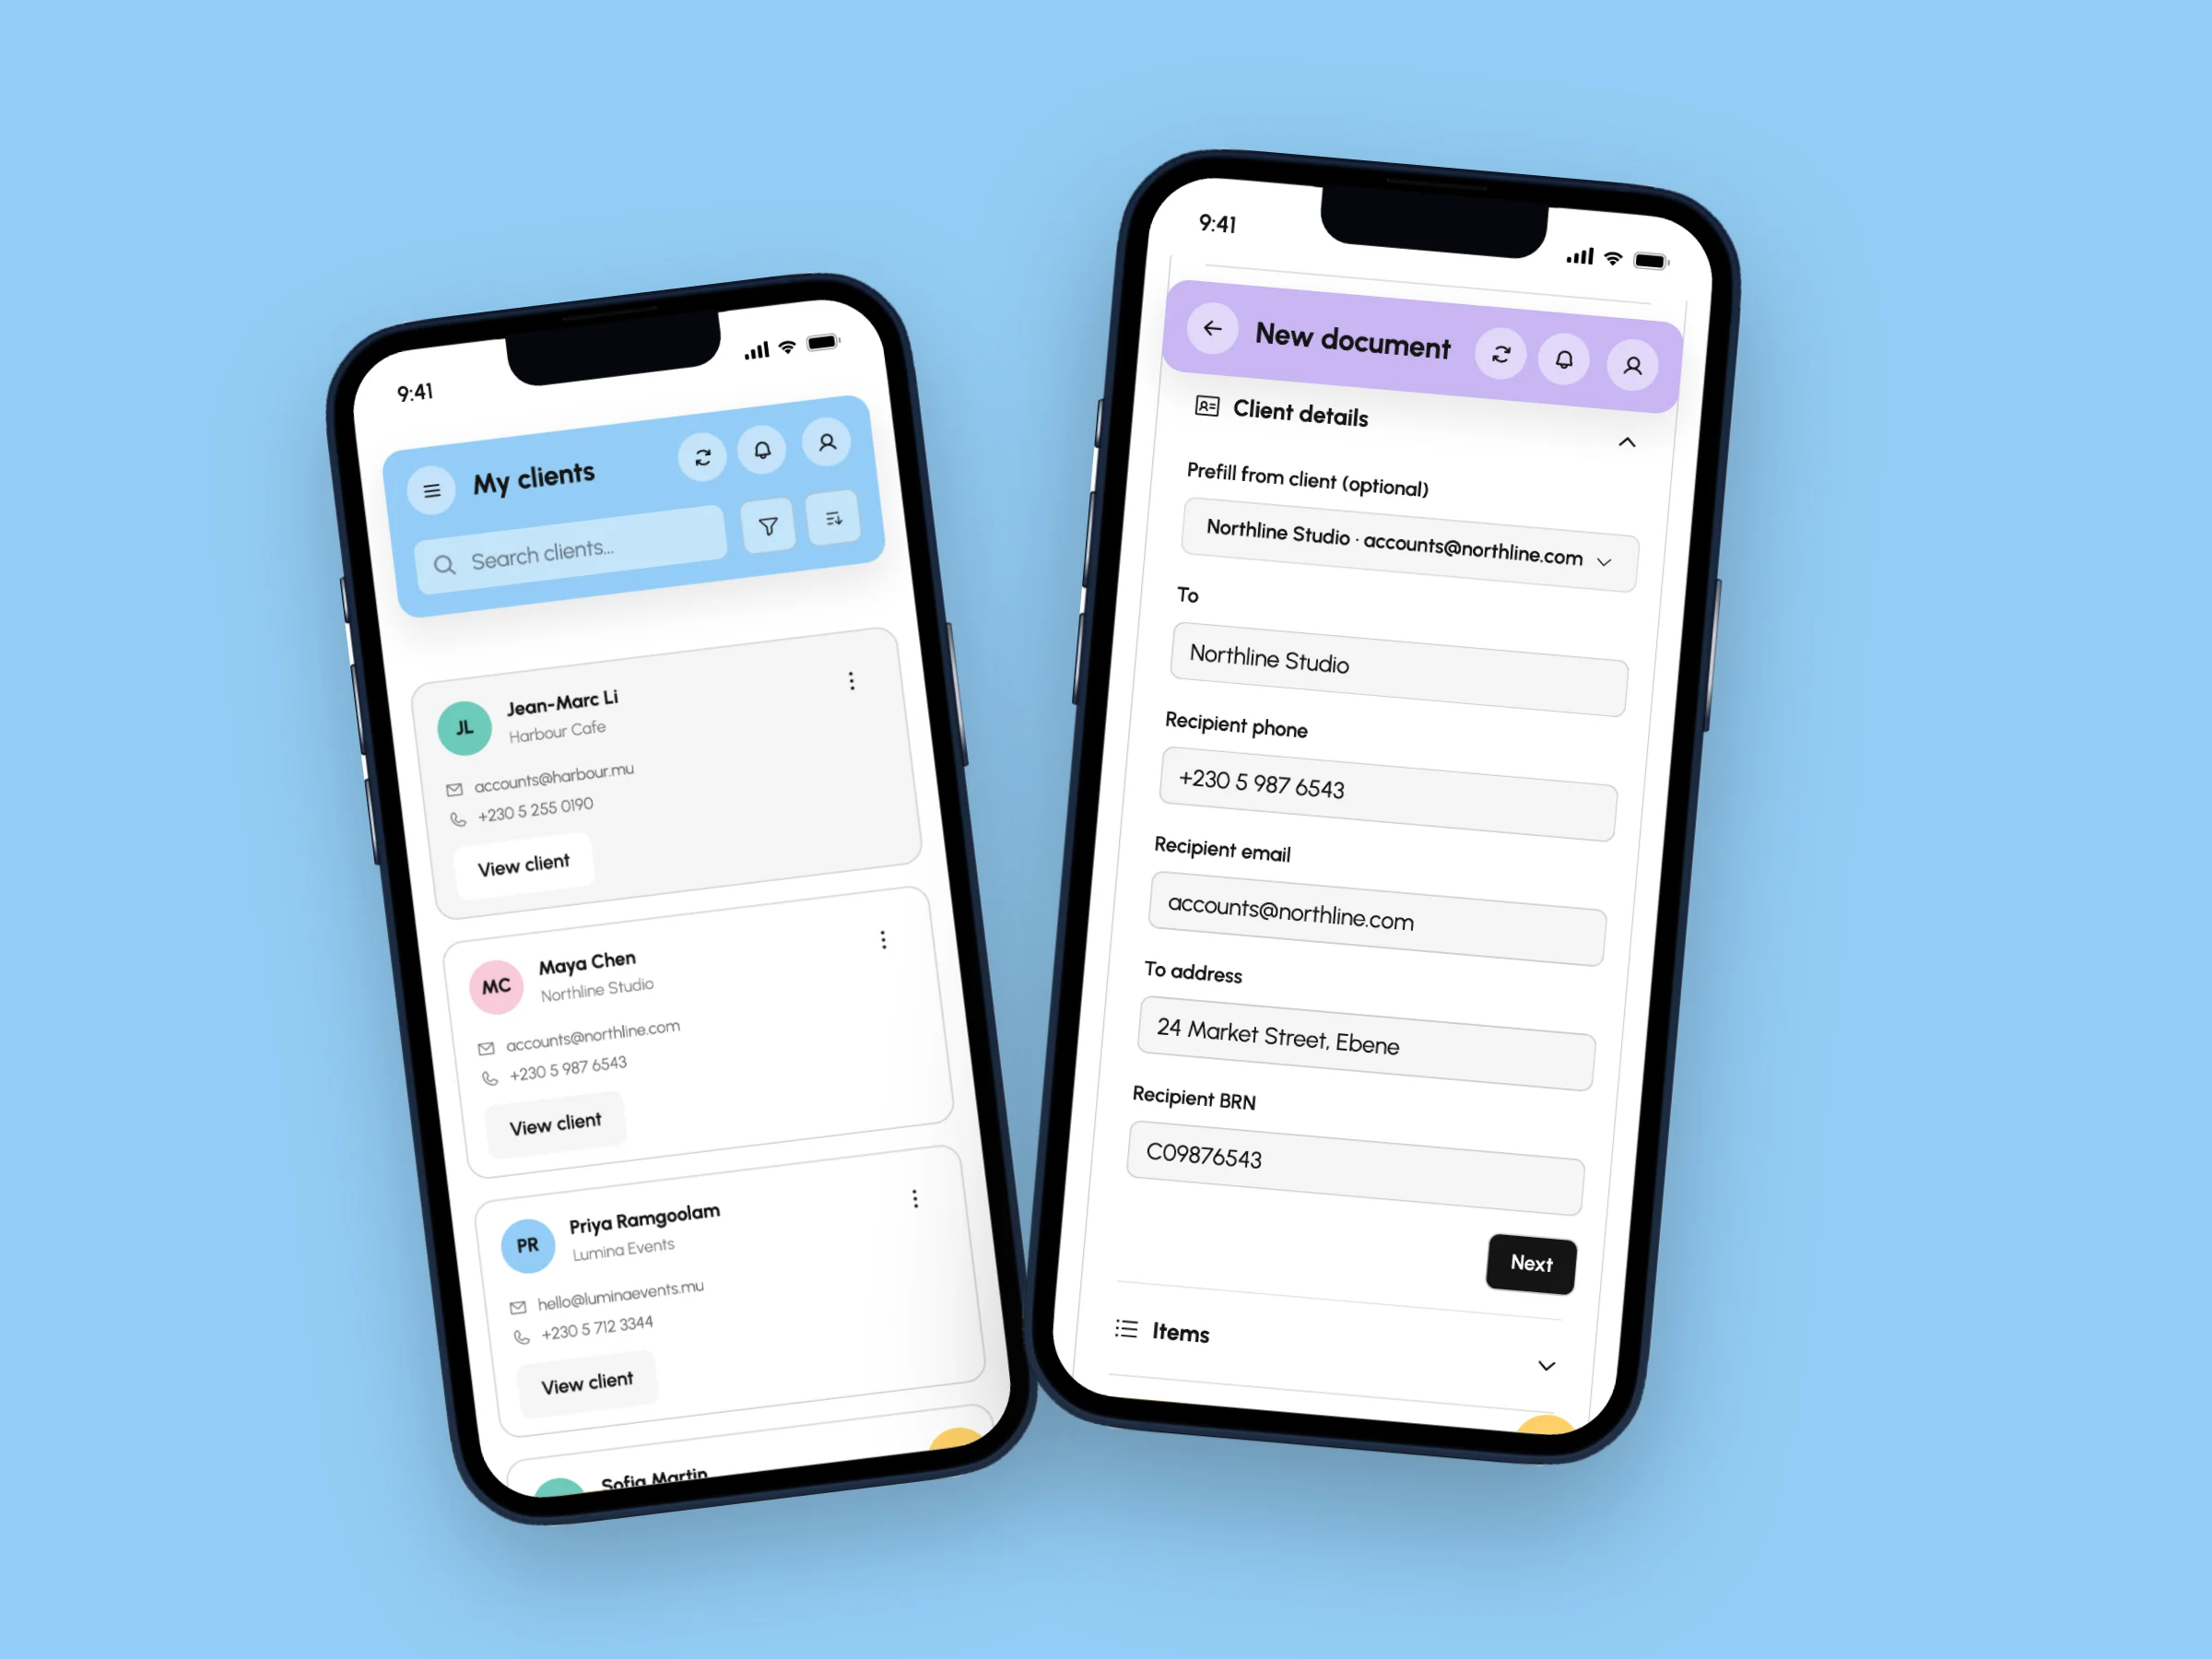 9:41
My clients
Search clients...
JL
Jean-Marc Li
Harbour Cafe
accounts@harbour.mu
+230 5 255 0190
View client
MC
Maya Chen
Northline Studio
accounts@northline.com
+230 5 987 6543
View client
PR
Priya Ramgoolam
Lumina Events
hello@luminaevents.mu
+230 5 712 3344
View client
Sofia Martin
9:41
New document
Client details
Prefill from client (optional)
Northline Studio · accounts@northline.com
To
Northline Studio
Recipient phone
+230 5 987 6543
Recipient email
accounts@northline.com
To address
24 Market Street, Ebene
Recipient BRN
C09876543
Next
Items